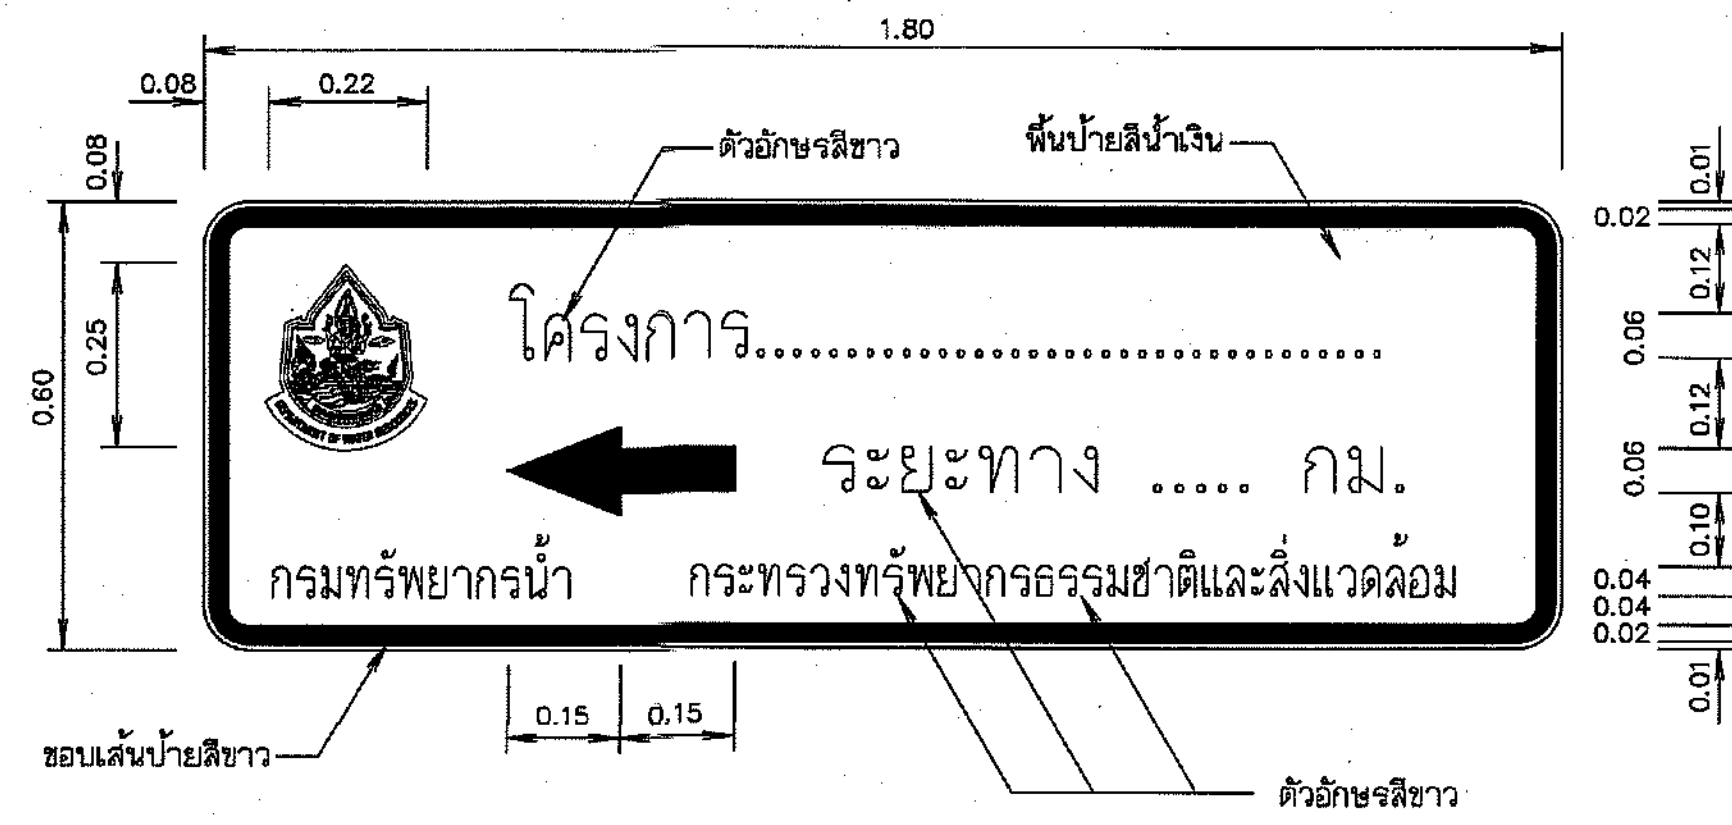 1.80
0.08 0.22
ตัวอักษรสีขาว พื้นป้ายสีน้ำเงิน
0.08
0.01
0.02
0.12
0.25
0.60
โครงการ....................................
0.06
0.12
DEPARTMENT OF WATER RESOURCES
ระยะทาง ..... กม.
0.06
0.10
กรมทรัพยากรน้ำ กระทรวงทรัพยากรธรรมชาติและสิ่งแวดล้อม
0.04
0.04
0.02
0.01
0.15 0.15
ขอบเส้นป้ายสีขาว
ตัวอักษรสีขาว